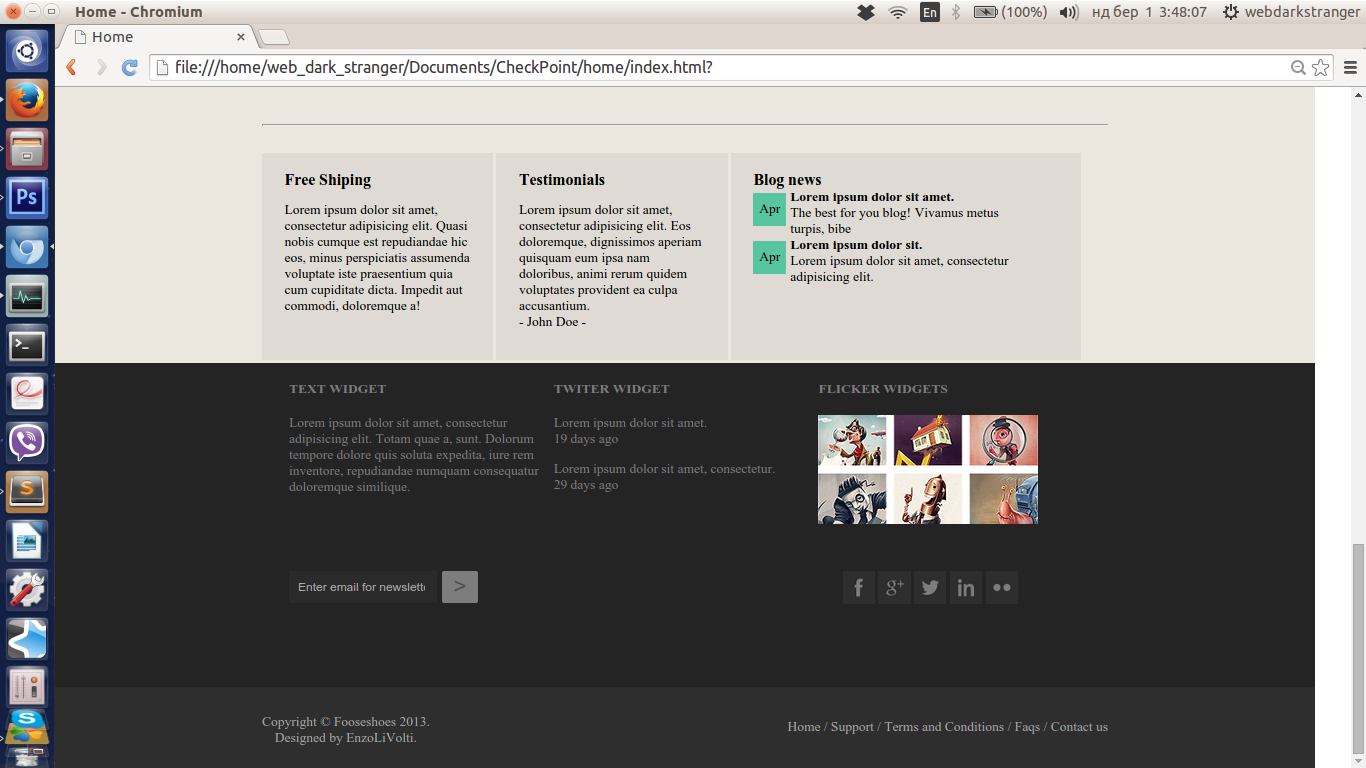 Home - Chromium
En
(100%)
нд бер 1 3:48:07
webdarkstranger
Home
file:///home/web_dark_stranger/Documents/CheckPoint/home/index.html?
Ps
S
S
Free Shiping
Lorem ipsum dolor sit amet,
consectetur adipisicing elit. Quasi
nobis cumque est repudiandae hic
eos, minus perspiciatis assumenda
voluptate iste praesentium quia
cum cupiditate dicta. Impedit aut
commodi, doloremque a!
Testimonials
Lorem ipsum dolor sit amet,
consectetur adipisicing elit. Eos
doloremque, dignissimos aperiam
quisquam eum ipsa nam
doloribus, animi rerum quidem
voluptates provident ea culpa
accusantium.
- John Doe -
Blog news
Apr
Lorem ipsum dolor sit amet.
The best for you blog! Vivamus metus
turpis, bibe
Apr
Lorem ipsum dolor sit.
Lorem ipsum dolor sit amet, consectetur
adipisicing elit.
TEXT WIDGET
Lorem ipsum dolor sit amet, consectetur
adipisicing elit. Totam quae a, sunt. Dolorum
tempore dolore quis soluta expedita, iure rem
inventore, repudiandae numquam consequatur
doloremque similique.
TWITER WIDGET
Lorem ipsum dolor sit amet.
19 days ago
Lorem ipsum dolor sit amet, consectetur.
29 days ago
FLICKER WIDGETS
Enter email for newslett
>
f
g+
in
Copyright © Fooseshoes 2013.
Designed by EnzoLiVolti.
Home / Support / Terms and Conditions / Faqs / Contact us